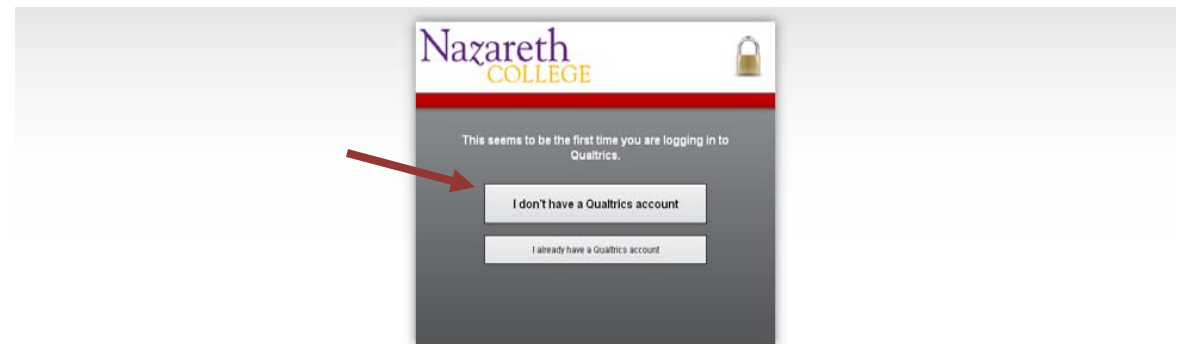 Nazareth
COLLEGE
This seems to be the first time you are logging in to
Qualtrics.
I don't have a Qualtrics account
I already have a Qualtrics account